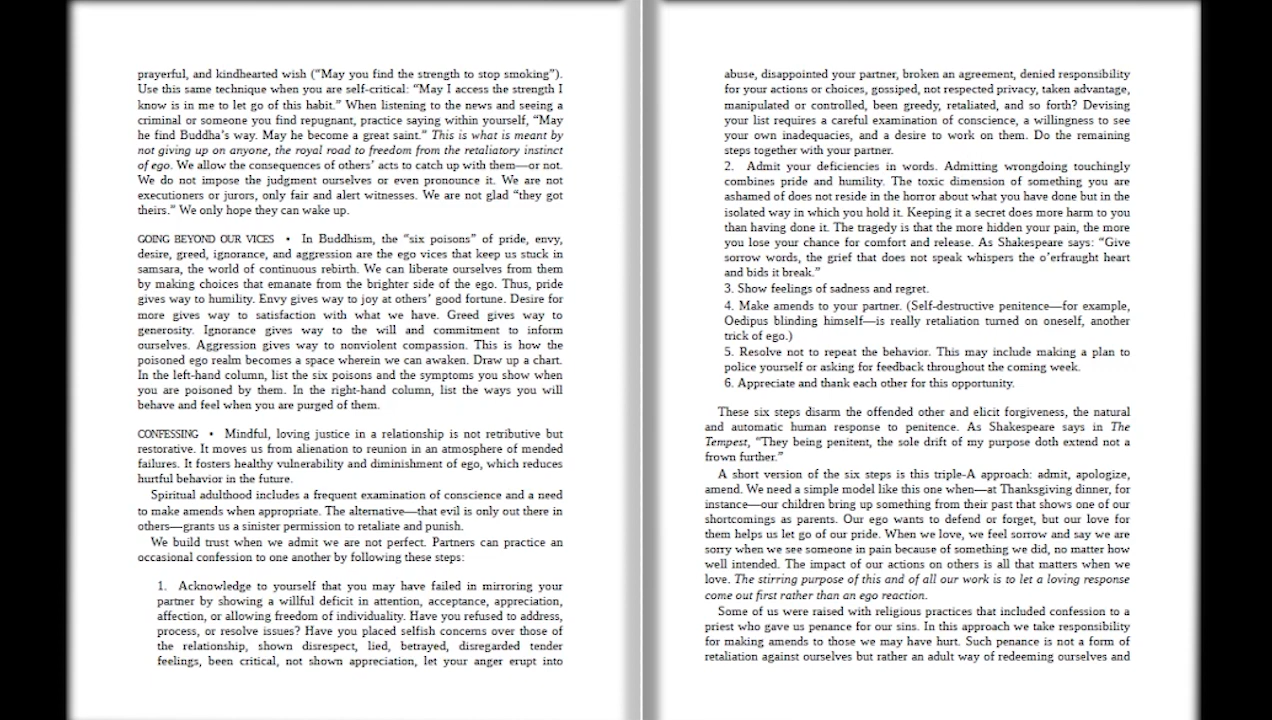 prayerful, and kindhearted wish (“May you find the strength to stop smoking”).
Use this same technique when you are self-critical: “May I access the strength I
know is in me to let go of this habit.” When listening to the news and seeing a
criminal or someone you find repugnant, practice saying within yourself, “May
he find Buddha’s way. May he become a great saint.” This is what is meant by
not giving up on anyone, the royal road to freedom from the retaliatory instinct
of ego. We allow the consequences of others’ acts to catch up with them—or not.
We do not impose the judgment ourselves or even pronounce it. We are not
executioners or jurors, only fair and alert witnesses. We are not glad “they got
theirs.” We only hope they can wake up.
GOING BEYOND OUR VICES • In Buddhism, the “six poisons” of pride, envy,
desire, greed, ignorance, and aggression are the ego vices that keep us stuck in
samsara, the world of continuous rebirth. We can liberate ourselves from them
by making choices that emanate from the brighter side of the ego. Thus, pride
gives way to humility. Envy gives way to joy at others’ good fortune. Desire for
more gives way to satisfaction with what we have. Greed gives way to
generosity. Ignorance gives way to the will and commitment to inform
ourselves. Aggression gives way to nonviolent compassion. This is how the
poisoned ego realm becomes a space wherein we can awaken. Draw up a chart.
In the left-hand column, list the six poisons and the symptoms you show when
you are poisoned by them. In the right-hand column, list the ways you will
behave and feel when you are purged of them.
CONFESSING • Mindful, loving justice in a relationship is not retributive but
restorative. It moves us from alienation to reunion in an atmosphere of mended
failures. It fosters healthy vulnerability and diminishment of ego, which reduces
hurtful behavior in the future.
Spiritual adulthood includes a frequent examination of conscience and a need
to make amends when appropriate. The alternative—that evil is only out there in
others—grants us a sinister permission to retaliate and punish.
We build trust when we admit we are not perfect. Partners can practice an
occasional confession to one another by following these steps:
1. Acknowledge to yourself that you may have failed in mirroring your
partner by showing a willful deficit in attention, acceptance, appreciation,
affection, or allowing freedom of individuality. Have you refused to address,
process, or resolve issues? Have you placed selfish concerns over those of
the relationship, shown disrespect, lied, betrayed, disregarded tender
feelings, been critical, not shown appreciation, let your anger erupt into
abuse, disappointed your partner, broken an agreement, denied responsibility
for your actions or choices, gossiped, not respected privacy, taken advantage,
manipulated or controlled, been greedy, retaliated, and so forth? Devising
your list requires a careful examination of conscience, a willingness to see
your own inadequacies, and a desire to work on them. Do the remaining
steps together with your partner.
2. Admit your deficiencies in words. Admitting wrongdoing touchingly
combines pride and humility. The toxic dimension of something you are
ashamed of does not reside in the horror about what you have done but in the
isolated way in which you hold it. Keeping it a secret does more harm to you
than having done it. The tragedy is that the more hidden your pain, the more
you lose your chance for comfort and release. As Shakespeare says: “Give
sorrow words, the grief that does not speak whispers the o’erfraught heart
and bids it break.”
3. Show feelings of sadness and regret.
4. Make amends to your partner. (Self-destructive penitence—for example,
Oedipus blinding himself—is really retaliation turned on oneself, another
trick of ego.)
5. Resolve not to repeat the behavior. This may include making a plan to
police yourself or asking for feedback throughout the coming week.
6. Appreciate and thank each other for this opportunity.
These six steps disarm the offended other and elicit forgiveness, the natural
and automatic human response to penitence. As Shakespeare says in The
Tempest, “They being penitent, the sole drift of my purpose doth extend not a
frown further.”
A short version of the six steps is this triple-A approach: admit, apologize,
amend. We need a simple model like this one when—at Thanksgiving dinner, for
instance—our children bring up something from their past that shows one of our
shortcomings as parents. Our ego wants to defend or forget, but our love for
them helps us let go of our pride. When we love, we feel sorrow and say we are
sorry when we see someone in pain because of something we did, no matter how
well intended. The impact of our actions on others is all that matters when we
love. The stirring purpose of this and of all our work is to let a loving response
come out first rather than an ego reaction.
Some of us were raised with religious practices that included confession to a
priest who gave us penance for our sins. In this approach we take responsibility
for making amends to those we may have hurt. Such penance is not a form of
retaliation against ourselves but rather an adult way of redeeming ourselves and